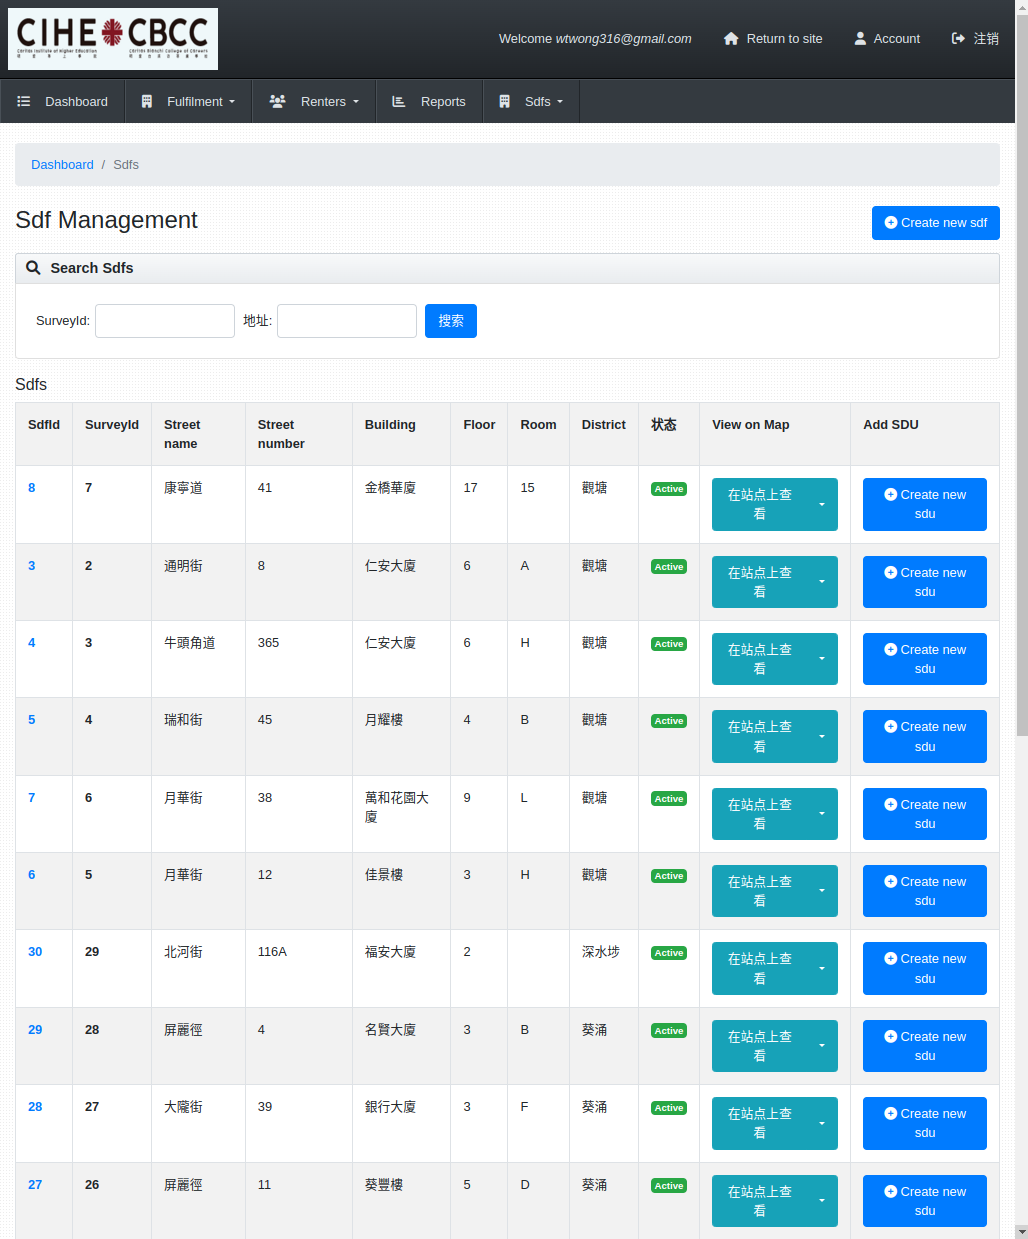 CIHE CBCC
Caritas Institute of Higher Education Caritas Bianchi College of Careers
Welcome wtwong316@gmail.com Return to site Account 注销
Dashboard Fulfilment Renters Reports Sdfs
Dashboard / Sdfs
Sdf Management Create new sdf
Search Sdfs
SurveyId: 地址: 搜索
Sdfs
SdfId SurveyId Street name Street number Building Floor Room District 状态 View on Map Add SDU
8 7 康寧道 41 金橋華廈 17 15 觀塘 Active 在站点上查看 Create new sdu
3 2 通明街 8 仁安大廈 6 A 觀塘 Active 在站点上查看 Create new sdu
4 3 牛頭角道 365 仁安大廈 6 H 觀塘 Active 在站点上查看 Create new sdu
5 4 瑞和街 45 月耀樓 4 B 觀塘 Active 在站点上查看 Create new sdu
7 6 月華街 38 萬和花園大廈 9 L 觀塘 Active 在站点上查看 Create new sdu
6 5 月華街 12 佳景樓 3 H 觀塘 Active 在站点上查看 Create new sdu
30 29 北河街 116A 福安大廈 2 深水埗 Active 在站点上查看 Create new sdu
29 28 屏麗徑 4 名賢大廈 3 B 葵涌 Active 在站点上查看 Create new sdu
28 27 大隴街 39 銀行大廈 3 F 葵涌 Active 在站点上查看 Create new sdu
27 26 屏麗徑 11 葵豐樓 5 D 葵涌 Active 在站点上查看 Create new sdu